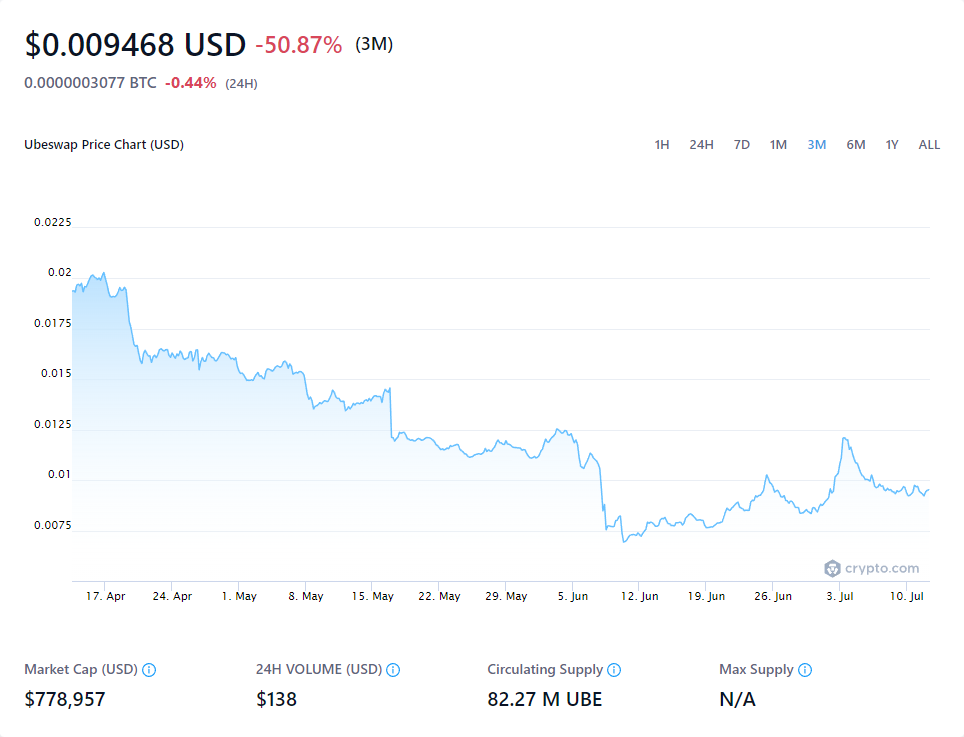 $0.009468 USD -50.87% (3M)
0.0000003077 BTC -0.44% (24H)
Ubeswap Price Chart (USD) 1H 24H 7D 1M 3M 6M 1Y ALL
0.0225
0.02
0.0175
0.015
0.0125
0.01
0.0075
crypto.com
17. Apr 24. Apr 1. May 8. May 15. May 22. May 29. May 5. Jun 12. Jun 19. Jun 26. Jun 3. Jul 10. Jul
Market Cap (USD) 24H VOLUME (USD) Circulating Supply Max Supply
$778,957 $138 82.27 M UBE N/A